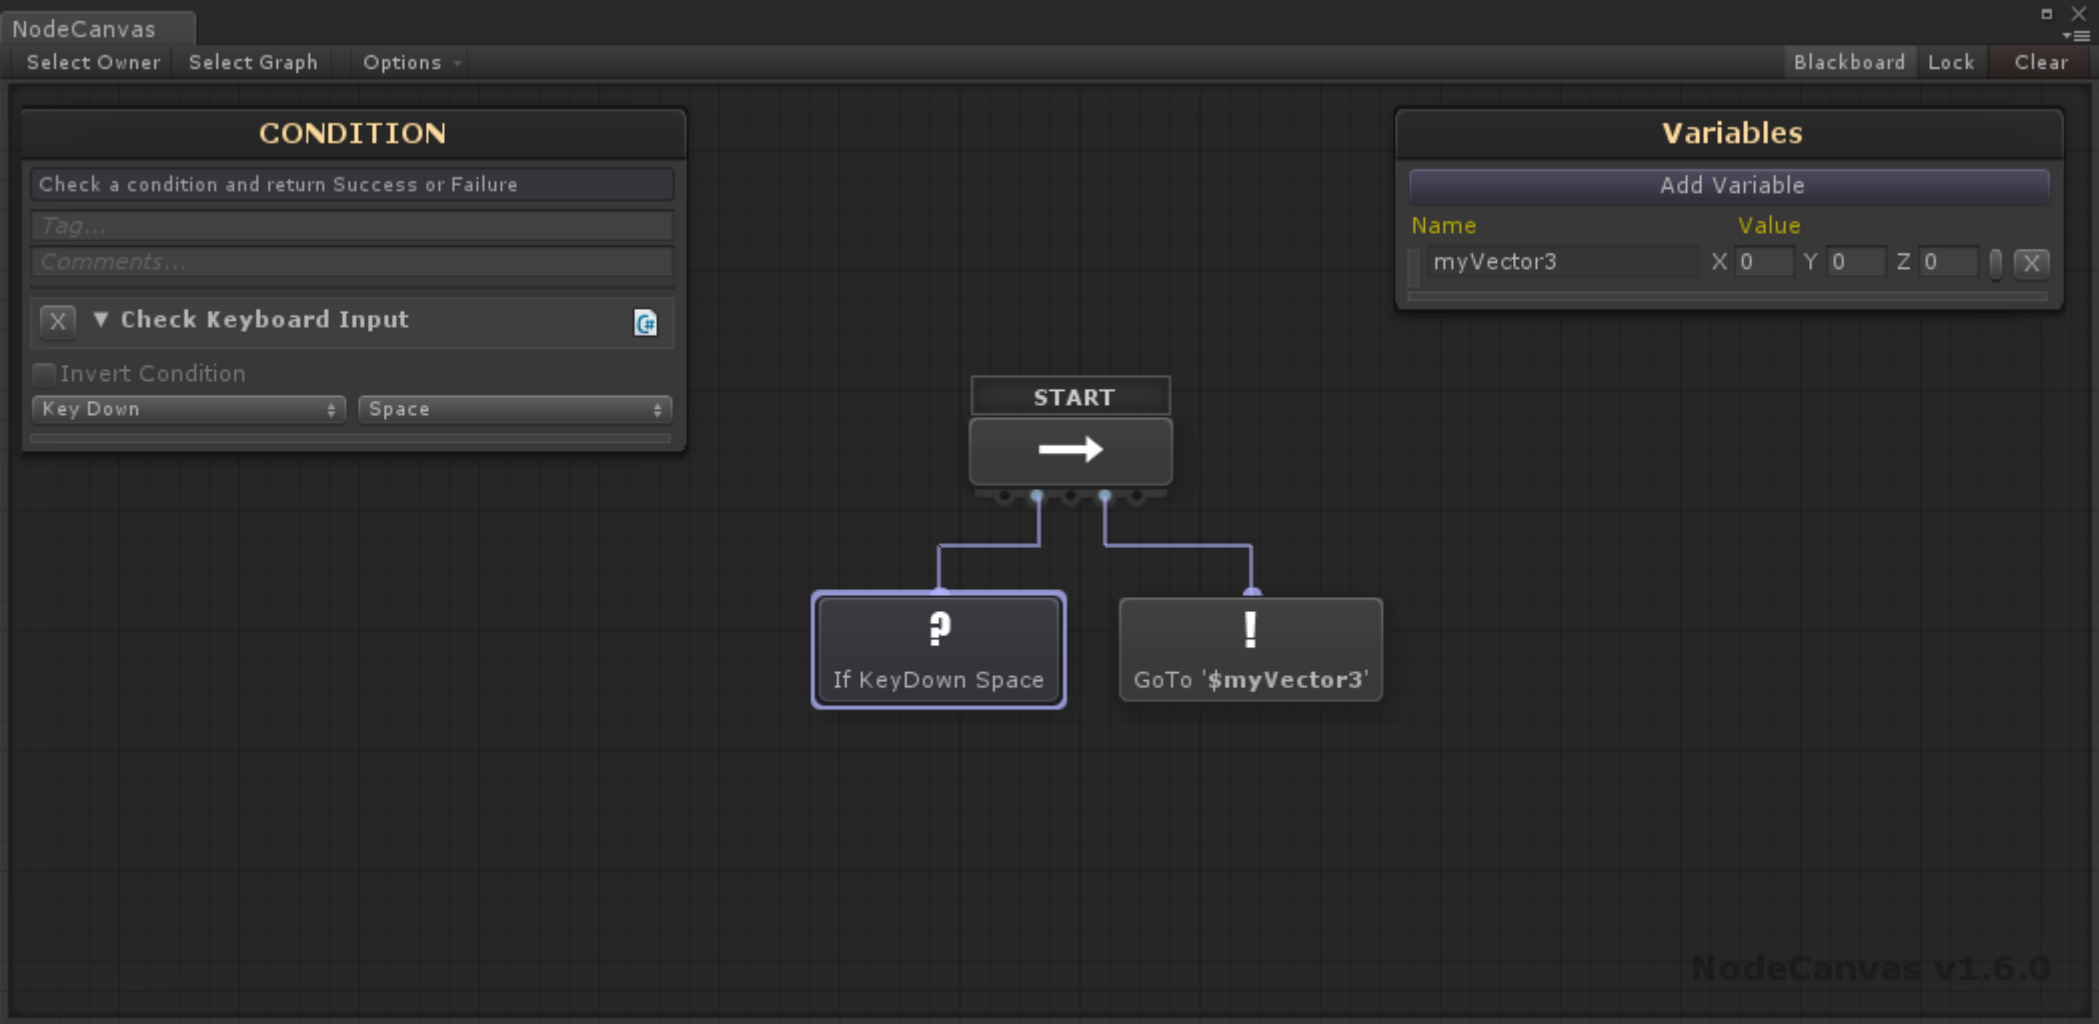 NodeCanvas
Select Owner Select Graph Options Blackboard Lock Clear
CONDITION
Check a condition and return Success or Failure
Tag...
Comments...
X ▼ Check Keyboard Input C#
Invert Condition
Key Down Space
Variables
Add Variable
Name Value
myVector3 X 0 Y 0 Z 0 X
START
?
If KeyDown Space
!
GoTo '$myVector3'
NodeCanvas v1.6.0